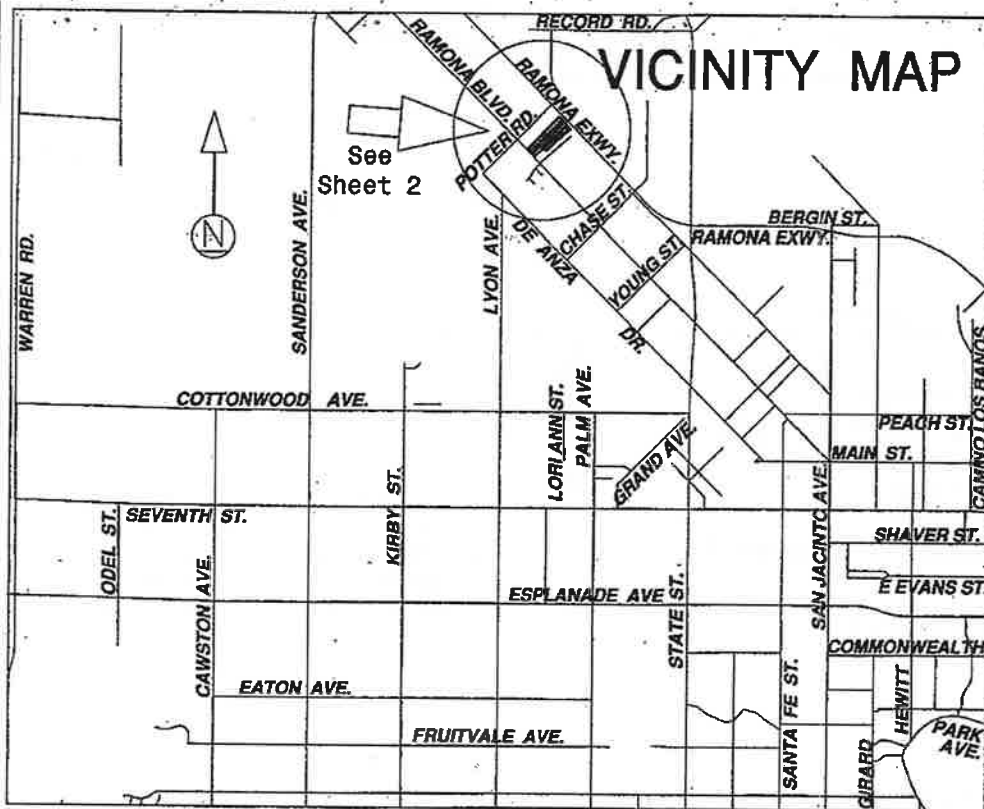 RECORD RD.
VICINITY MAP
RAMONA BLVD.
RAMONA EXWY.
POTTER RD.
See
Sheet 2
N
WARREN RD.
SANDERSON AVE.
LYON AVE.
DE ANZA
DR.
CHASE ST.
YOUNG ST.
BERGIN ST.
RAMONA EXWY.
COTTONWOOD AVE.
LORI ANN ST.
PALM AVE.
GRAND AVE.
PEACH ST.
CAMINO LOS BANOS
MAIN ST.
ODEL ST.
SEVENTH ST.
KIRBY ST.
SAN JACINTO AVE.
SHAVER ST.
E EVANS ST.
ESPLANADE AVE
STATE ST.
CAWSTON AVE.
COMMONWEALTH
EATON AVE.
FRUITVALE AVE.
SANTA FE ST.
GIRARD
HEWITT
PARK
AVE.